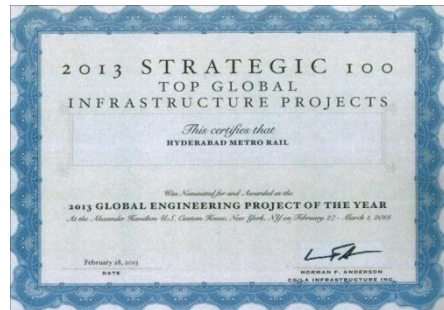 2013 STRATEGIC 100
TOP GLOBAL
INFRASTRUCTURE PROJECTS
This certifies that
HYDERABAD METRO RAIL
Was Nominated for and Awarded as the
2013 GLOBAL ENGINEERING PROJECT OF THE YEAR
At the Alexander Hamilton U.S. Custom House, New York, NY on February 27 - March 1, 2013
February 28, 2013
DATE
NORMAN F. ANDERSON
CG/LA INFRASTRUCTURE INC.